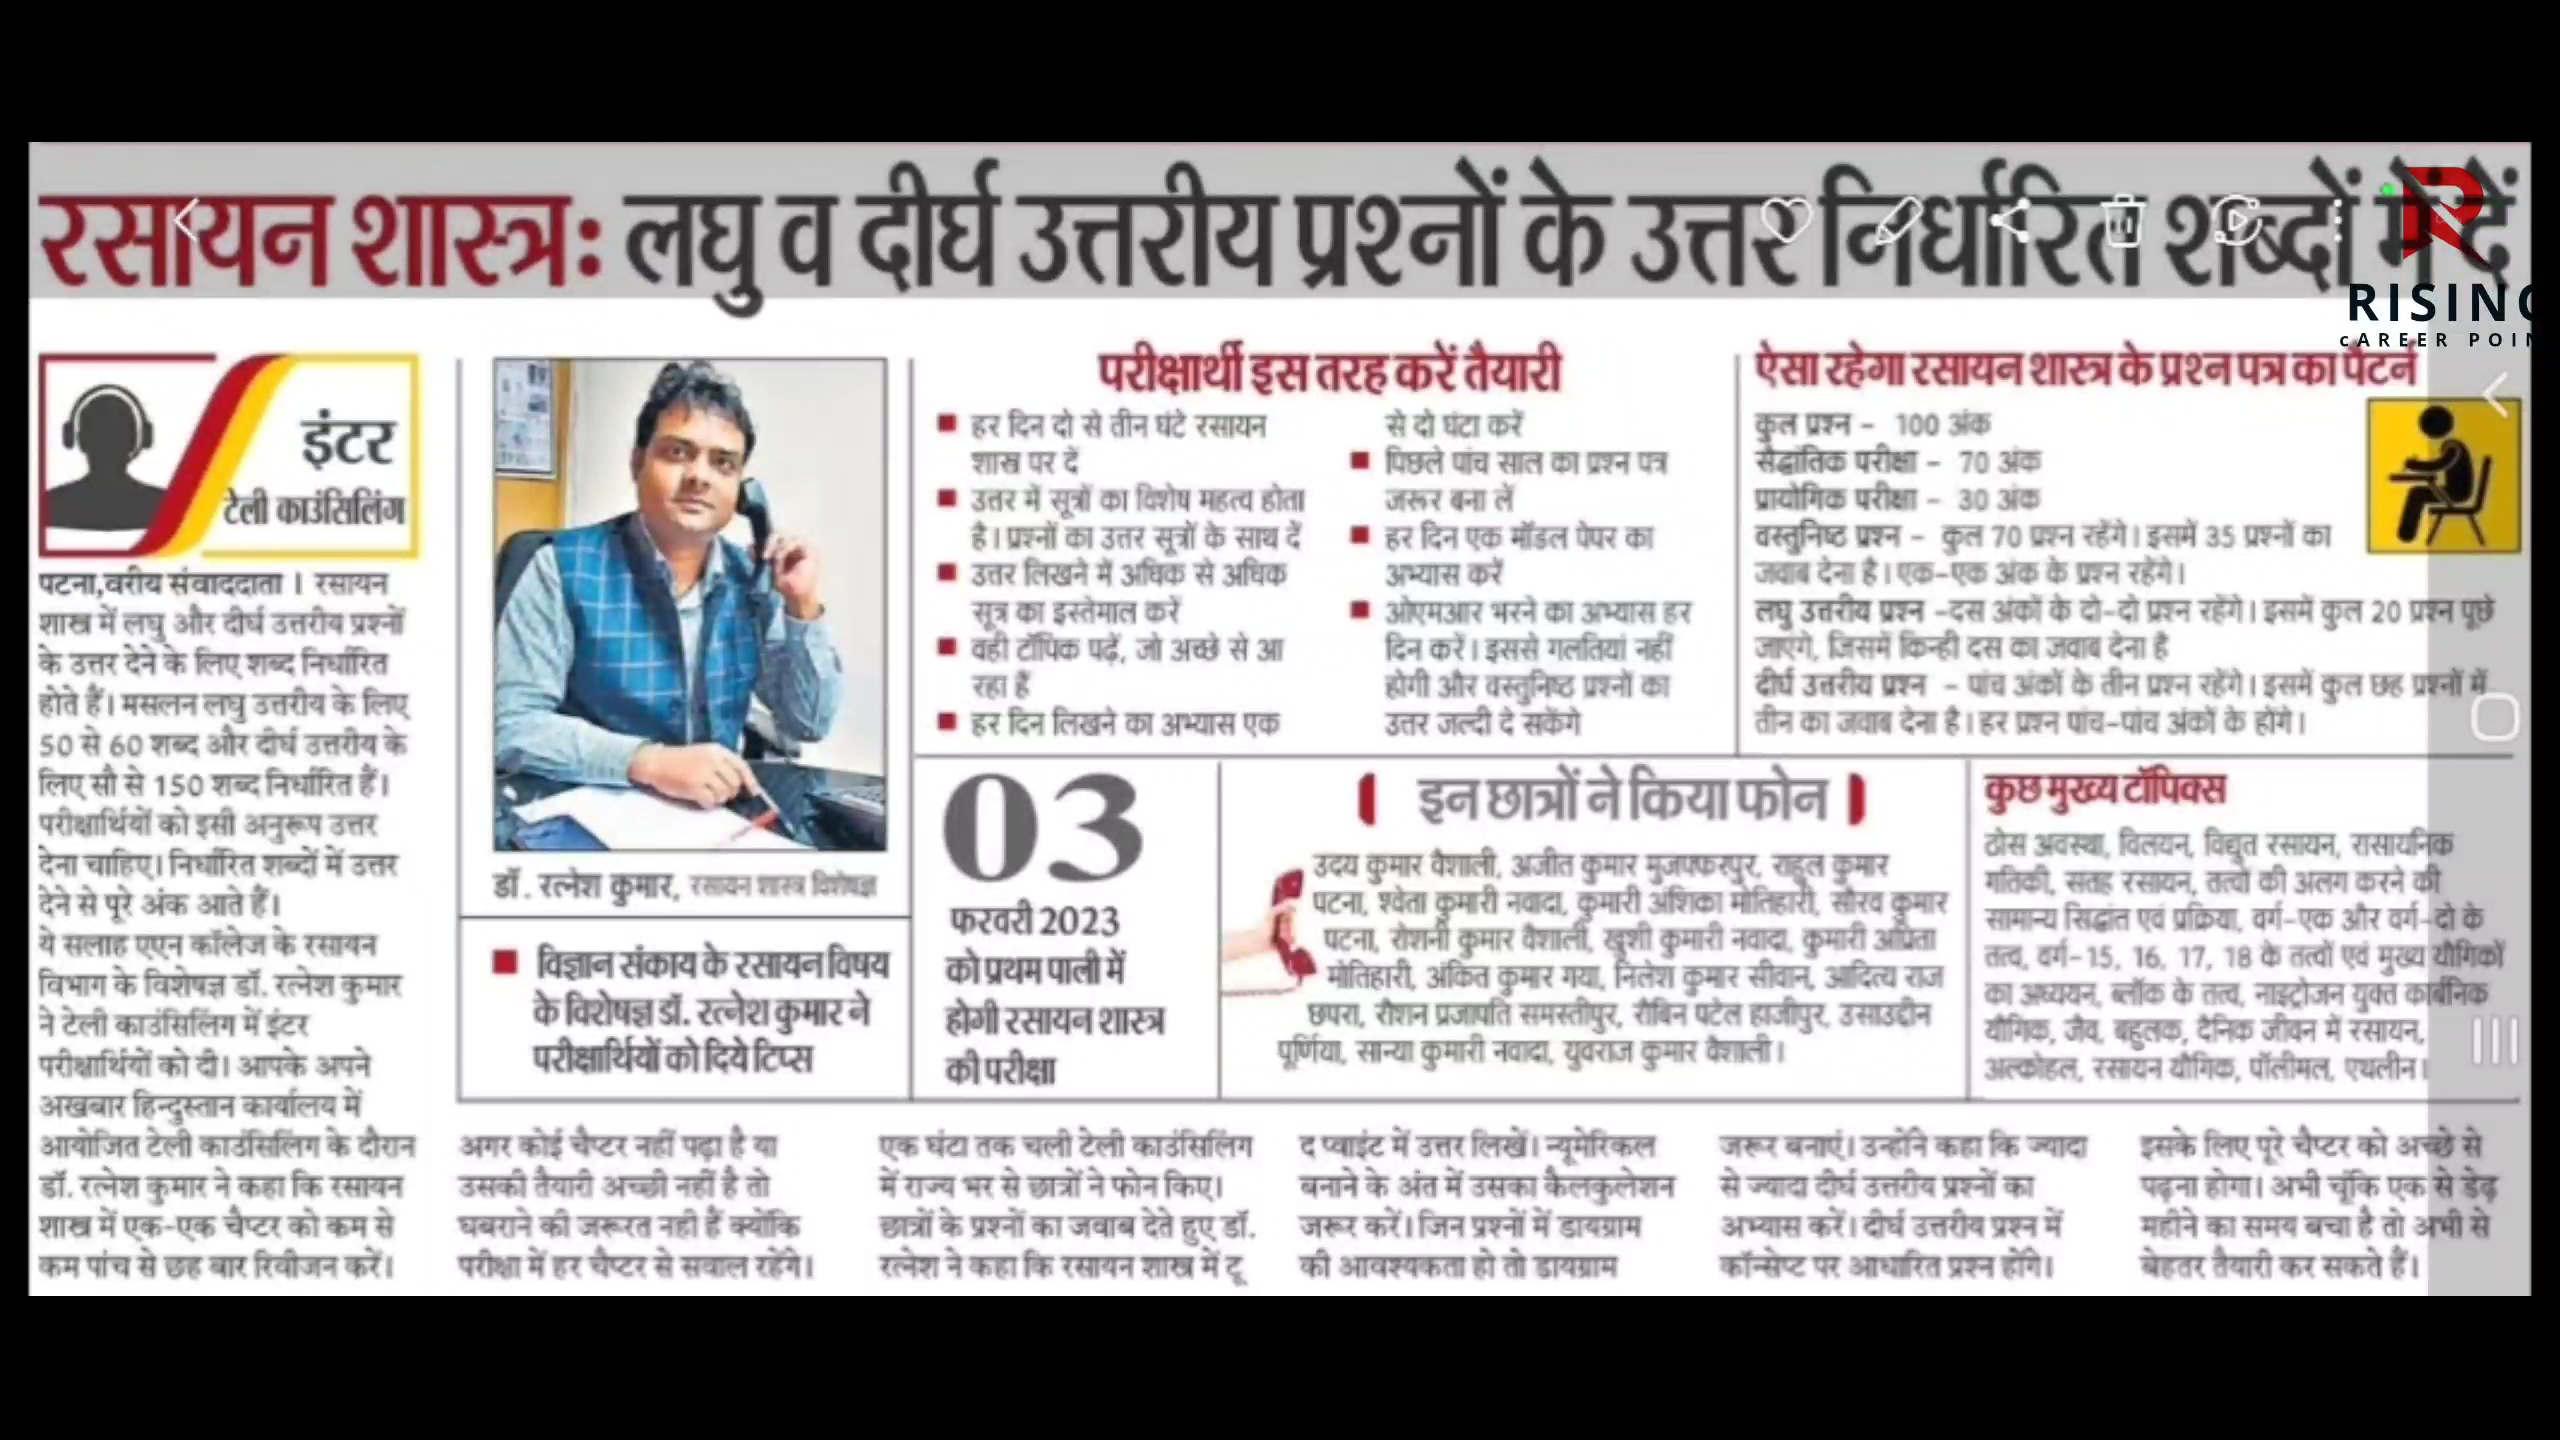 रसायन शास्त्र: लघु व दीर्घ उत्तरीय प्रश्नों के उत्तर निर्धारित शब्दों में दें
RISING
CAREER POIN
इंटर
टेली काउंसिलिंग
पटना,वरीय संवाददाता । रसायन
शास्त्र में लघु और दीर्घ उत्तरीय प्रश्नों
के उत्तर देने के लिए शब्द निर्धारित
होते हैं। मसलन लघु उत्तरीय के लिए
50 से 60 शब्द और दीर्घ उत्तरीय के
लिए सौ से 150 शब्द निर्धारित हैं।
परीक्षार्थियों को इसी अनुरूप उत्तर
देना चाहिए। निर्धारित शब्दों में उत्तर
देने से पूरे अंक आते हैं।
ये सलाह एएन कॉलेज के रसायन
विभाग के विशेषज्ञ डॉ. रत्नेश कुमार
ने टेली काउंसिलिंग में इंटर
परीक्षार्थियों को दी। आपके अपने
अखबार हिन्दुस्तान कार्यालय में
आयोजित टेली काउंसिलिंग के दौरान
डॉ. रत्नेश कुमार ने कहा कि रसायन
शास्त्र में एक-एक चैप्टर को कम से
कम पांच से छह बार रिवीजन करें।
डॉ. रत्नेश कुमार, रसायन शास्त्र विशेषज्ञ
विज्ञान संकाय के रसायन विषय
के विशेषज्ञ डॉ. रत्नेश कुमार ने
परीक्षार्थियों को दिये टिप्स
परीक्षार्थी इस तरह करें तैयारी
हर दिन दो से तीन घंटे रसायन
शास्त्र पर दें
उत्तर में सूत्रों का विशेष महत्व होता
है। प्रश्नों का उत्तर सूत्रों के साथ दें
उत्तर लिखने में अधिक से अधिक
सूत्र का इस्तेमाल करें
वही टॉपिक पढ़ें, जो अच्छे से आ
रहा हैं
हर दिन लिखने का अभ्यास एक
से दो घंटा करें
पिछले पांच साल का प्रश्न पत्र
जरूर बना लें
हर दिन एक मॉडल पेपर का
अभ्यास करें
ओएमआर भरने का अभ्यास हर
दिन करें। इससे गलतियां नहीं
होगी और वस्तुनिष्ठ प्रश्नों का
उत्तर जल्दी दे सकेंगे
ऐसा रहेगा रसायन शास्त्र के प्रश्न पत्र का पैटर्न
कुल प्रश्न - 100 अंक
सैद्धांतिक परीक्षा - 70 अंक
प्रायोगिक परीक्षा - 30 अंक
वस्तुनिष्ठ प्रश्न - कुल 70 प्रश्न रहेंगे। इसमें 35 प्रश्नों का
जवाब देना है। एक-एक अंक के प्रश्न रहेंगे।
लघु उत्तरीय प्रश्न -दस अंकों के दो-दो प्रश्न रहेंगे। इसमें कुल 20 प्रश्न पूछे
जाएंगे, जिसमें किन्ही दस का जवाब देना है
दीर्घ उत्तरीय प्रश्न - पांच अंकों के तीन प्रश्न रहेंगे। इसमें कुल छह प्रश्नों में
तीन का जवाब देना है। हर प्रश्न पांच-पांच अंकों के होंगे।
03
फरवरी 2023
को प्रथम पाली में
होगी रसायन शास्त्र
की परीक्षा
इन छात्रों ने किया फोन
उदय कुमार वैशाली, अजीत कुमार मुजफ्फरपुर, राहुल कुमार
पटना, श्वेता कुमारी नवादा, कुमारी अंशिका मोतिहारी, सौरव कुमार
पटना, रोशनी कुमार वैशाली, खुशी कुमारी नवादा, कुमारी अर्पिता
मोतिहारी, अंकित कुमार गया, निलेश कुमार सीवान, आदित्य राज
छपरा, रौशन प्रजापति समस्तीपुर, रौबिन पटेल हाजीपुर, उसाउद्दीन
पूर्णिया, सान्या कुमारी नवादा, युवराज कुमार वैशाली।
कुछ मुख्य टॉपिक्स
ठोस अवस्था, विलयन, विद्युत रसायन, रासायनिक
गतिकी, सतह रसायन, तत्वों की अलग करने की
सामान्य सिद्धांत एवं प्रक्रिया, वर्ग-एक और वर्ग-दो के
तत्व, वर्ग-15, 16, 17, 18 के तत्वों एवं मुख्य यौगिकों
का अध्ययन, ब्लॉक के तत्व, नाइट्रोजन युक्त कार्बनिक
यौगिक, जैव, बहुलक, दैनिक जीवन में रसायन,
अल्कोहल, रसायन यौगिक, पॉलीमल, एथलीन।
अगर कोई चैप्टर नहीं पढ़ा है या
उसकी तैयारी अच्छी नहीं है तो
घबराने की जरूरत नही हैं क्योंकि
परीक्षा में हर चैप्टर से सवाल रहेंगे।
एक घंटा तक चली टेली काउंसिलिंग
में राज्य भर से छात्रों ने फोन किए।
छात्रों के प्रश्नों का जवाब देते हुए डॉ.
रत्नेश ने कहा कि रसायन शास्त्र में टू
द प्वाइंट में उत्तर लिखें। न्यूमेरिकल
बनाने के अंत में उसका कैलकुलेशन
जरूर करें। जिन प्रश्नों में डायग्राम
की आवश्यकता हो तो डायग्राम
जरूर बनाएं। उन्होंने कहा कि ज्यादा
से ज्यादा दीर्घ उत्तरीय प्रश्नों का
अभ्यास करें। दीर्घ उत्तरीय प्रश्न में
कॉन्सेप्ट पर आधारित प्रश्न होंगे।
इसके लिए पूरे चैप्टर को अच्छे से
पढ़ना होगा। अभी चूंकि एक से डेढ़
महीने का समय बचा है तो अभी से
बेहतर तैयारी कर सकते हैं।